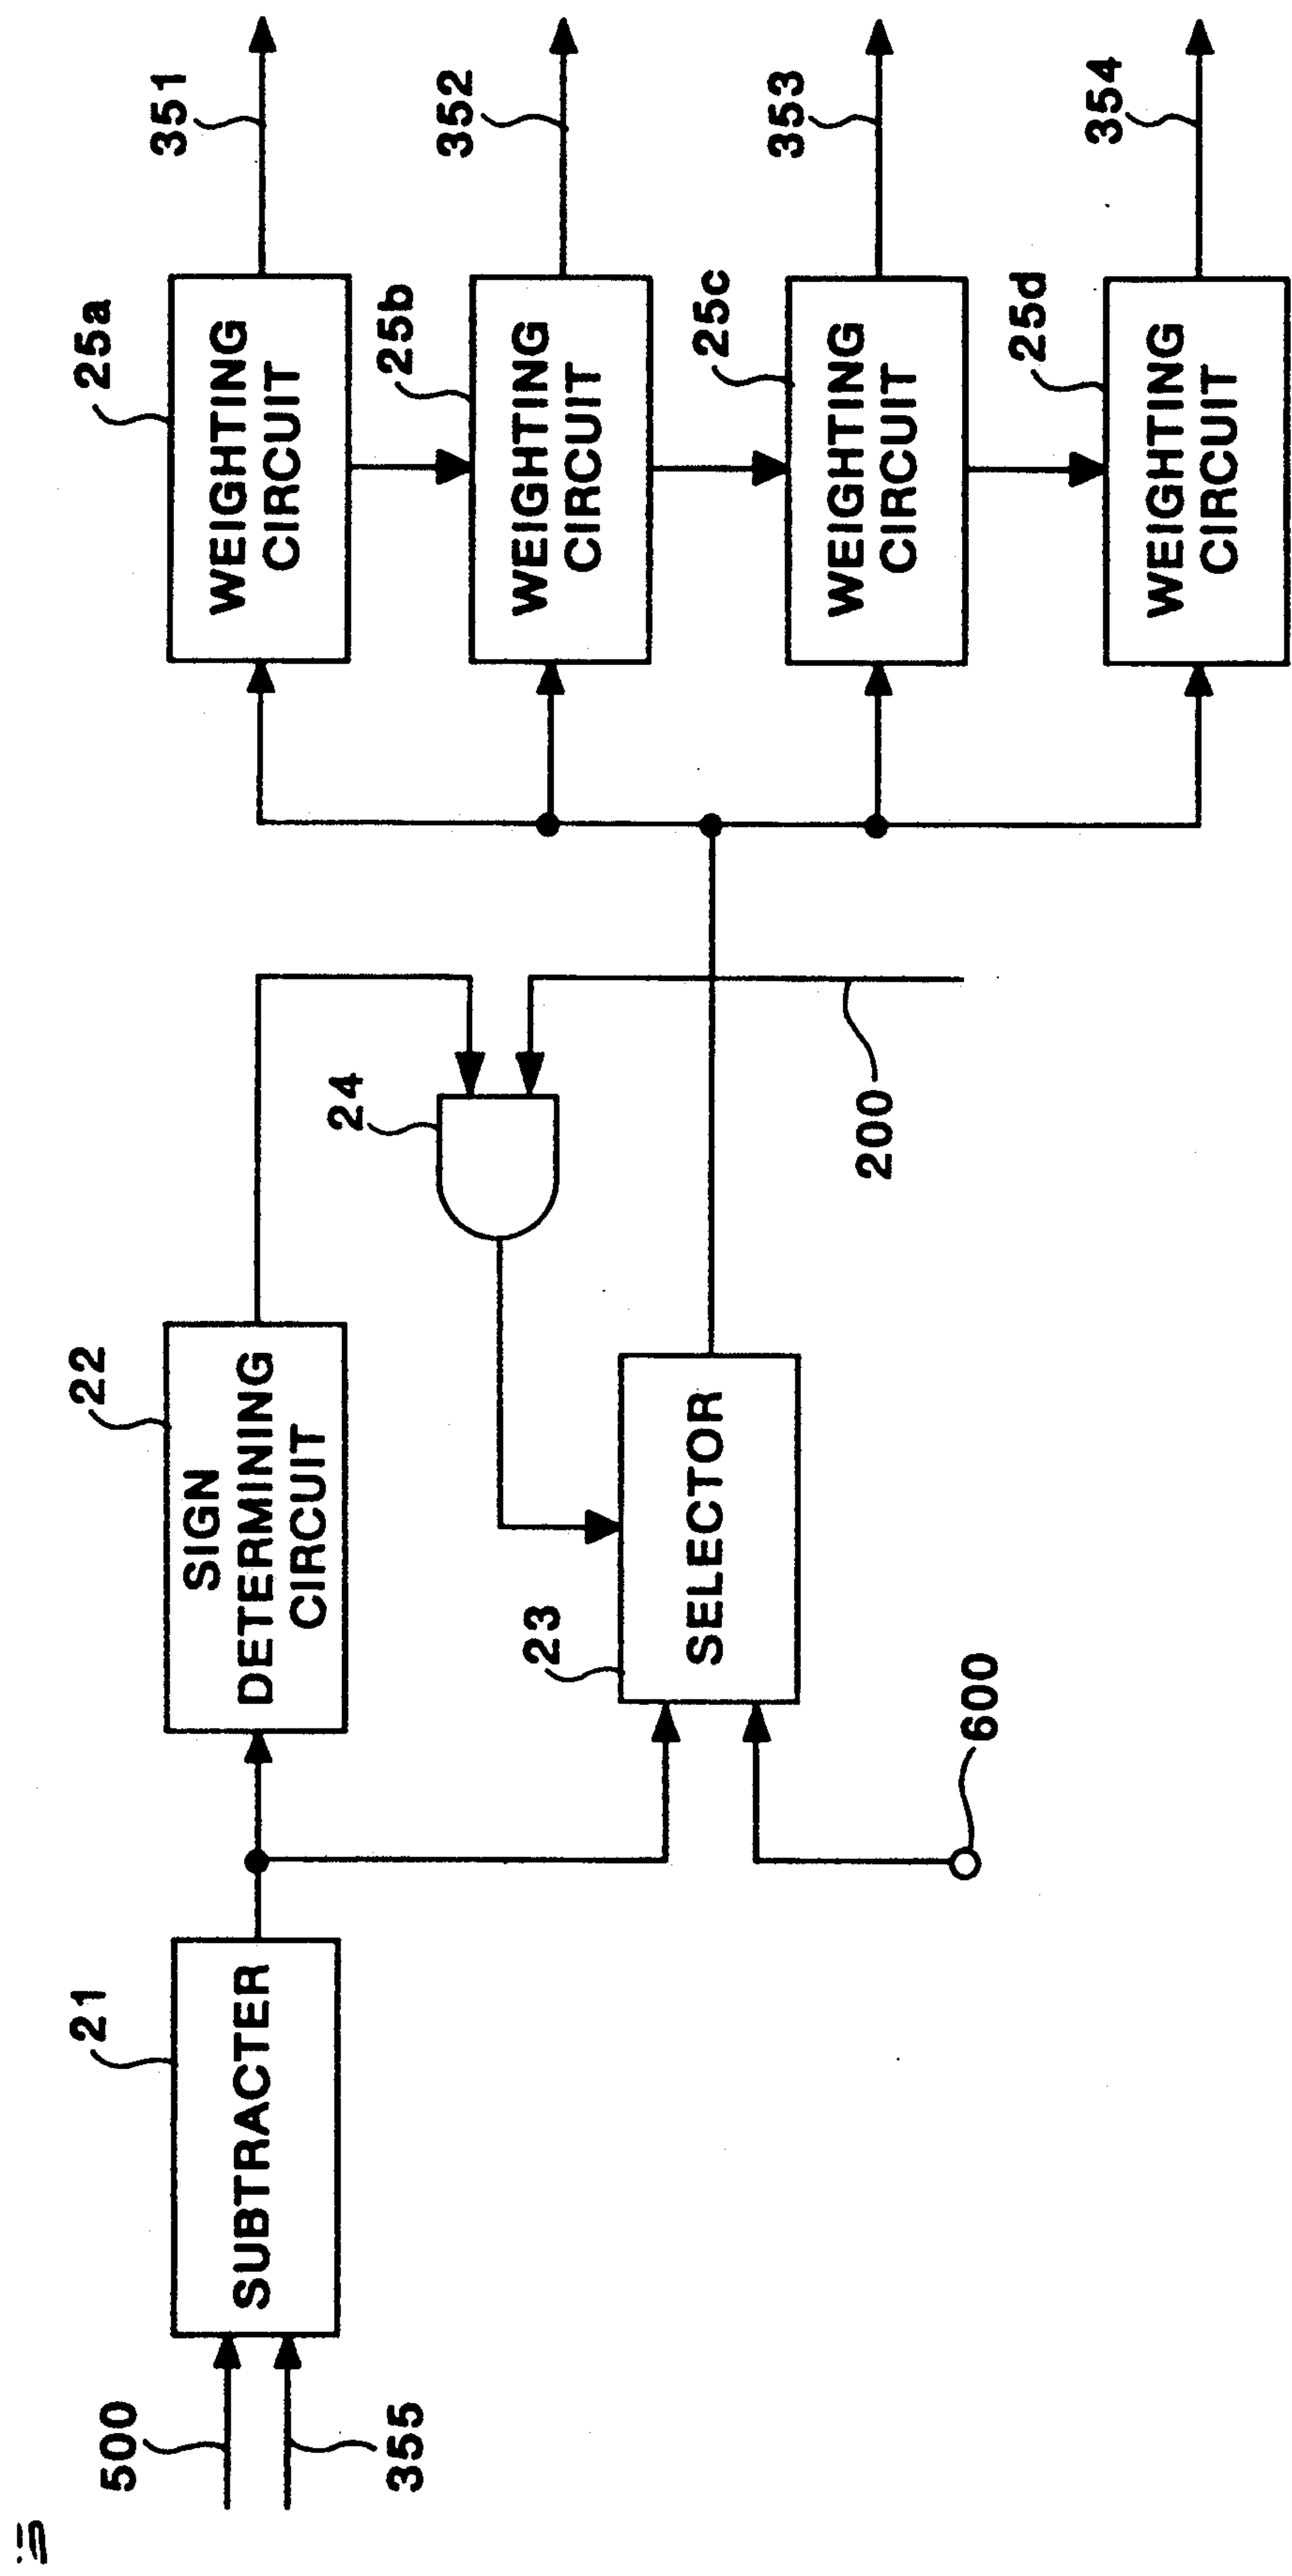 500
355
21
SUBTRACTER
22
SIGN
DETERMINING
CIRCUIT
23
SELECTOR
600
24
200
25a
WEIGHTING
CIRCUIT
351
25b
WEIGHTING
CIRCUIT
352
25c
WEIGHTING
CIRCUIT
353
25d
WEIGHTING
CIRCUIT
354